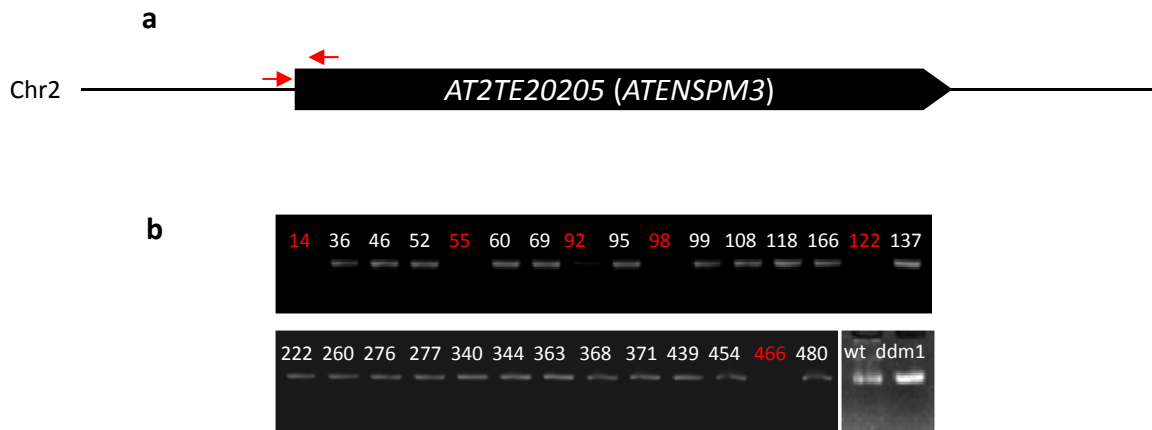 a
Chr2 AT2TE20205 (ATENSPM3)
b
14 36 46 52 55 60 69 92 95 98 99 108 118 166 122 137
222 260 276 277 340 344 363 368 371 439 454 466 480 wt ddm1